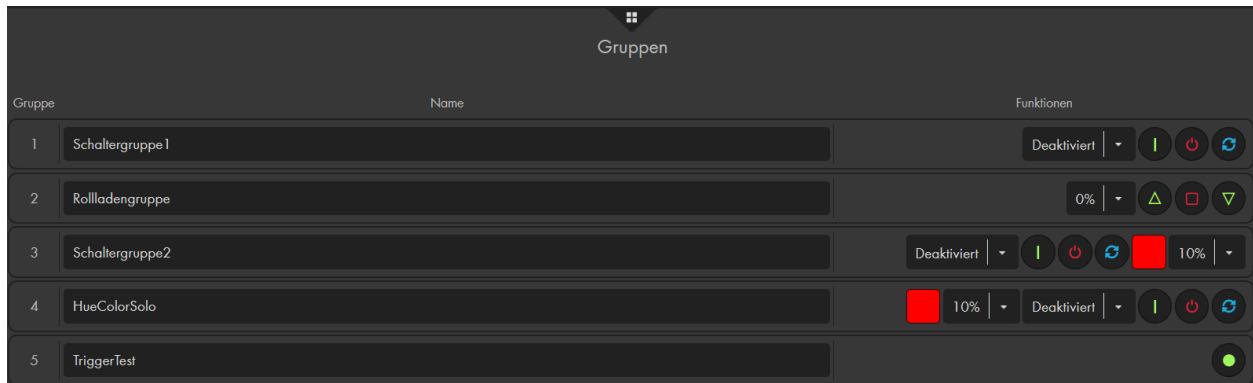 Gruppen
Gruppe Name Funktionen
1 Schaltergruppe1 Deaktiviert
2 Rollladengruppe 0%
3 Schaltergruppe2 Deaktiviert 10%
4 HueColorSolo 10% Deaktiviert
5 TriggerTest